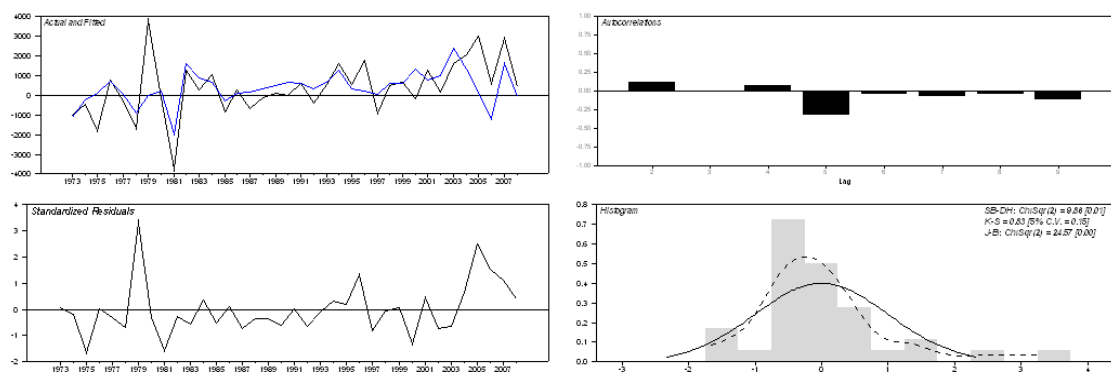 Actual and Fitted
4000
3000
2000
1000
0
-1000
-2000
-3000
-4000
1973 1975 1977 1979 1981 1983 1985 1987 1989 1991 1993 1995 1997 1999 2001 2003 2005 2007
Autocorrelations
1.00
0.75
0.50
0.25
0.00
-0.25
-0.50
-0.75
-1.00
2 3 4 5 6 7 8 9
Lag
Standardized Residuals
4
3
2
1
0
-1
-2
1973 1975 1977 1979 1981 1983 1985 1987 1989 1991 1993 1995 1997 1999 2001 2003 2005 2007
Histogram
SB-DH: ChiSqr(2) = 9.86 [0.01]
K-S = 0.83 [5% C.V. = 0.15]
J-B: ChiSqr(2) = 24.57 [0.00]
0.8
0.7
0.6
0.5
0.4
0.3
0.2
0.1
0.0
-3 -2 -1 0 1 2 3 4